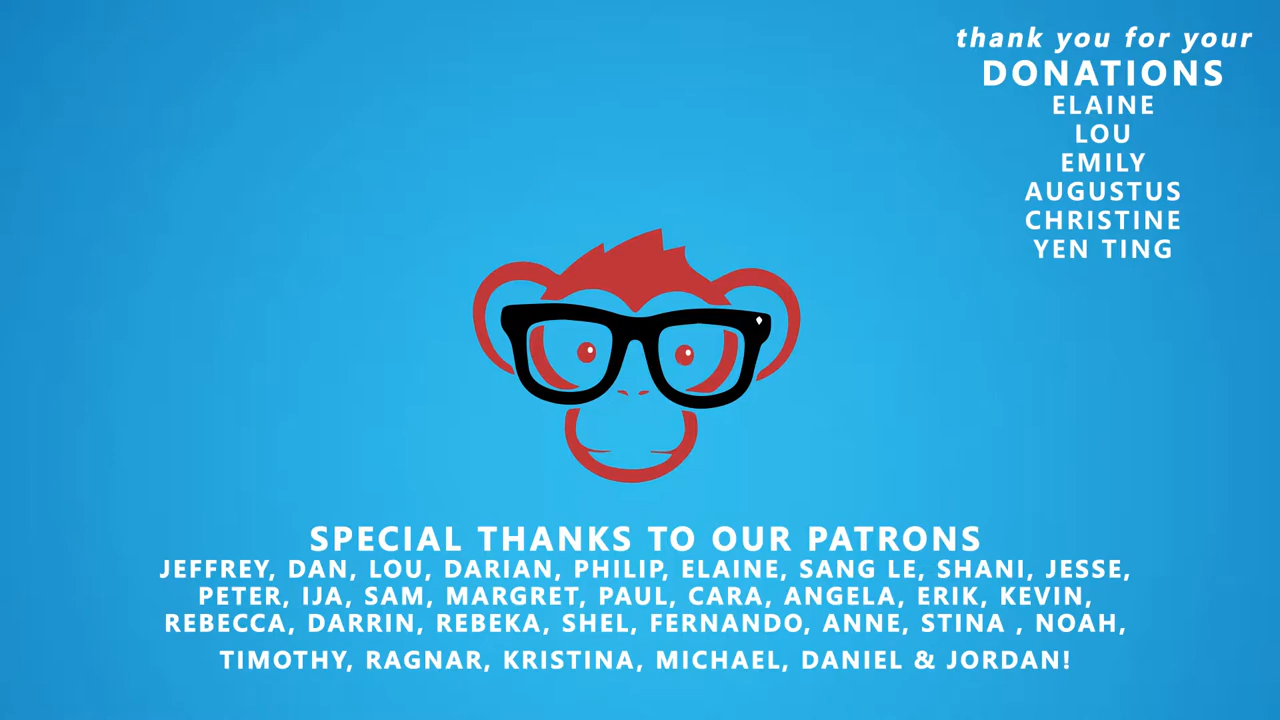 thank you for your
DONATIONS
ELAINE
LOU
EMILY
AUGUSTUS
CHRISTINE
YEN TING
SPECIAL THANKS TO OUR PATRONS
JEFFREY, DAN, LOU, DARIAN, PHILIP, ELAINE, SANG LE, SHANI, JESSE,
PETER, IJA, SAM, MARGRET, PAUL, CARA, ANGELA, ERIK, KEVIN,
REBECCA, DARRIN, REBEKA, SHEL, FERNANDO, ANNE, STINA , NOAH,
TIMOTHY, RAGNAR, KRISTINA, MICHAEL, DANIEL & JORDAN!